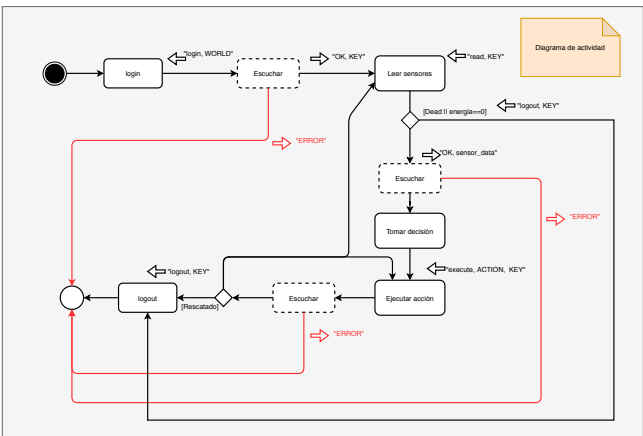 Diagrama de actividad
"login, WORLD"
"OK, KEY"
"read, KEY"
login
Escuchar
Leer sensores
"logout, KEY"
[Dead || energia==0]
"ERROR"
"OK, sensor_data"
Escuchar
"ERROR"
Tomar decisión
"logout, KEY"
"execute, ACTION, KEY"
logout
[Rescatado]
Escuchar
Ejecutar acción
"ERROR"